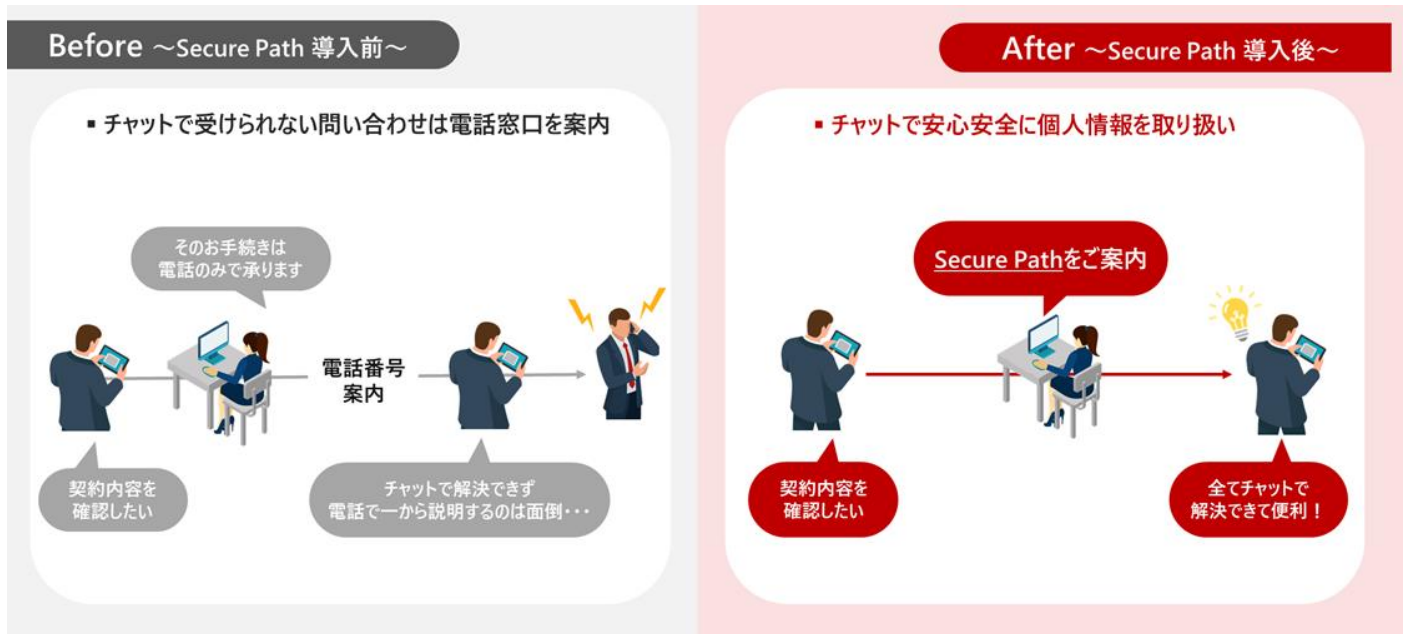 Before ～Secure Path 導入前～
▪ チャットで受けられない問い合わせは電話窓口を案内
そのお手続きは
電話のみで承ります
電話番号
案内
契約内容を
確認したい
チャットで解決できず
電話で一から説明するのは面倒・・・
After ～Secure Path 導入後～
▪ チャットで安心安全に個人情報を取り扱い
Secure Pathをご案内
契約内容を
確認したい
全てチャットで
解決できて便利！